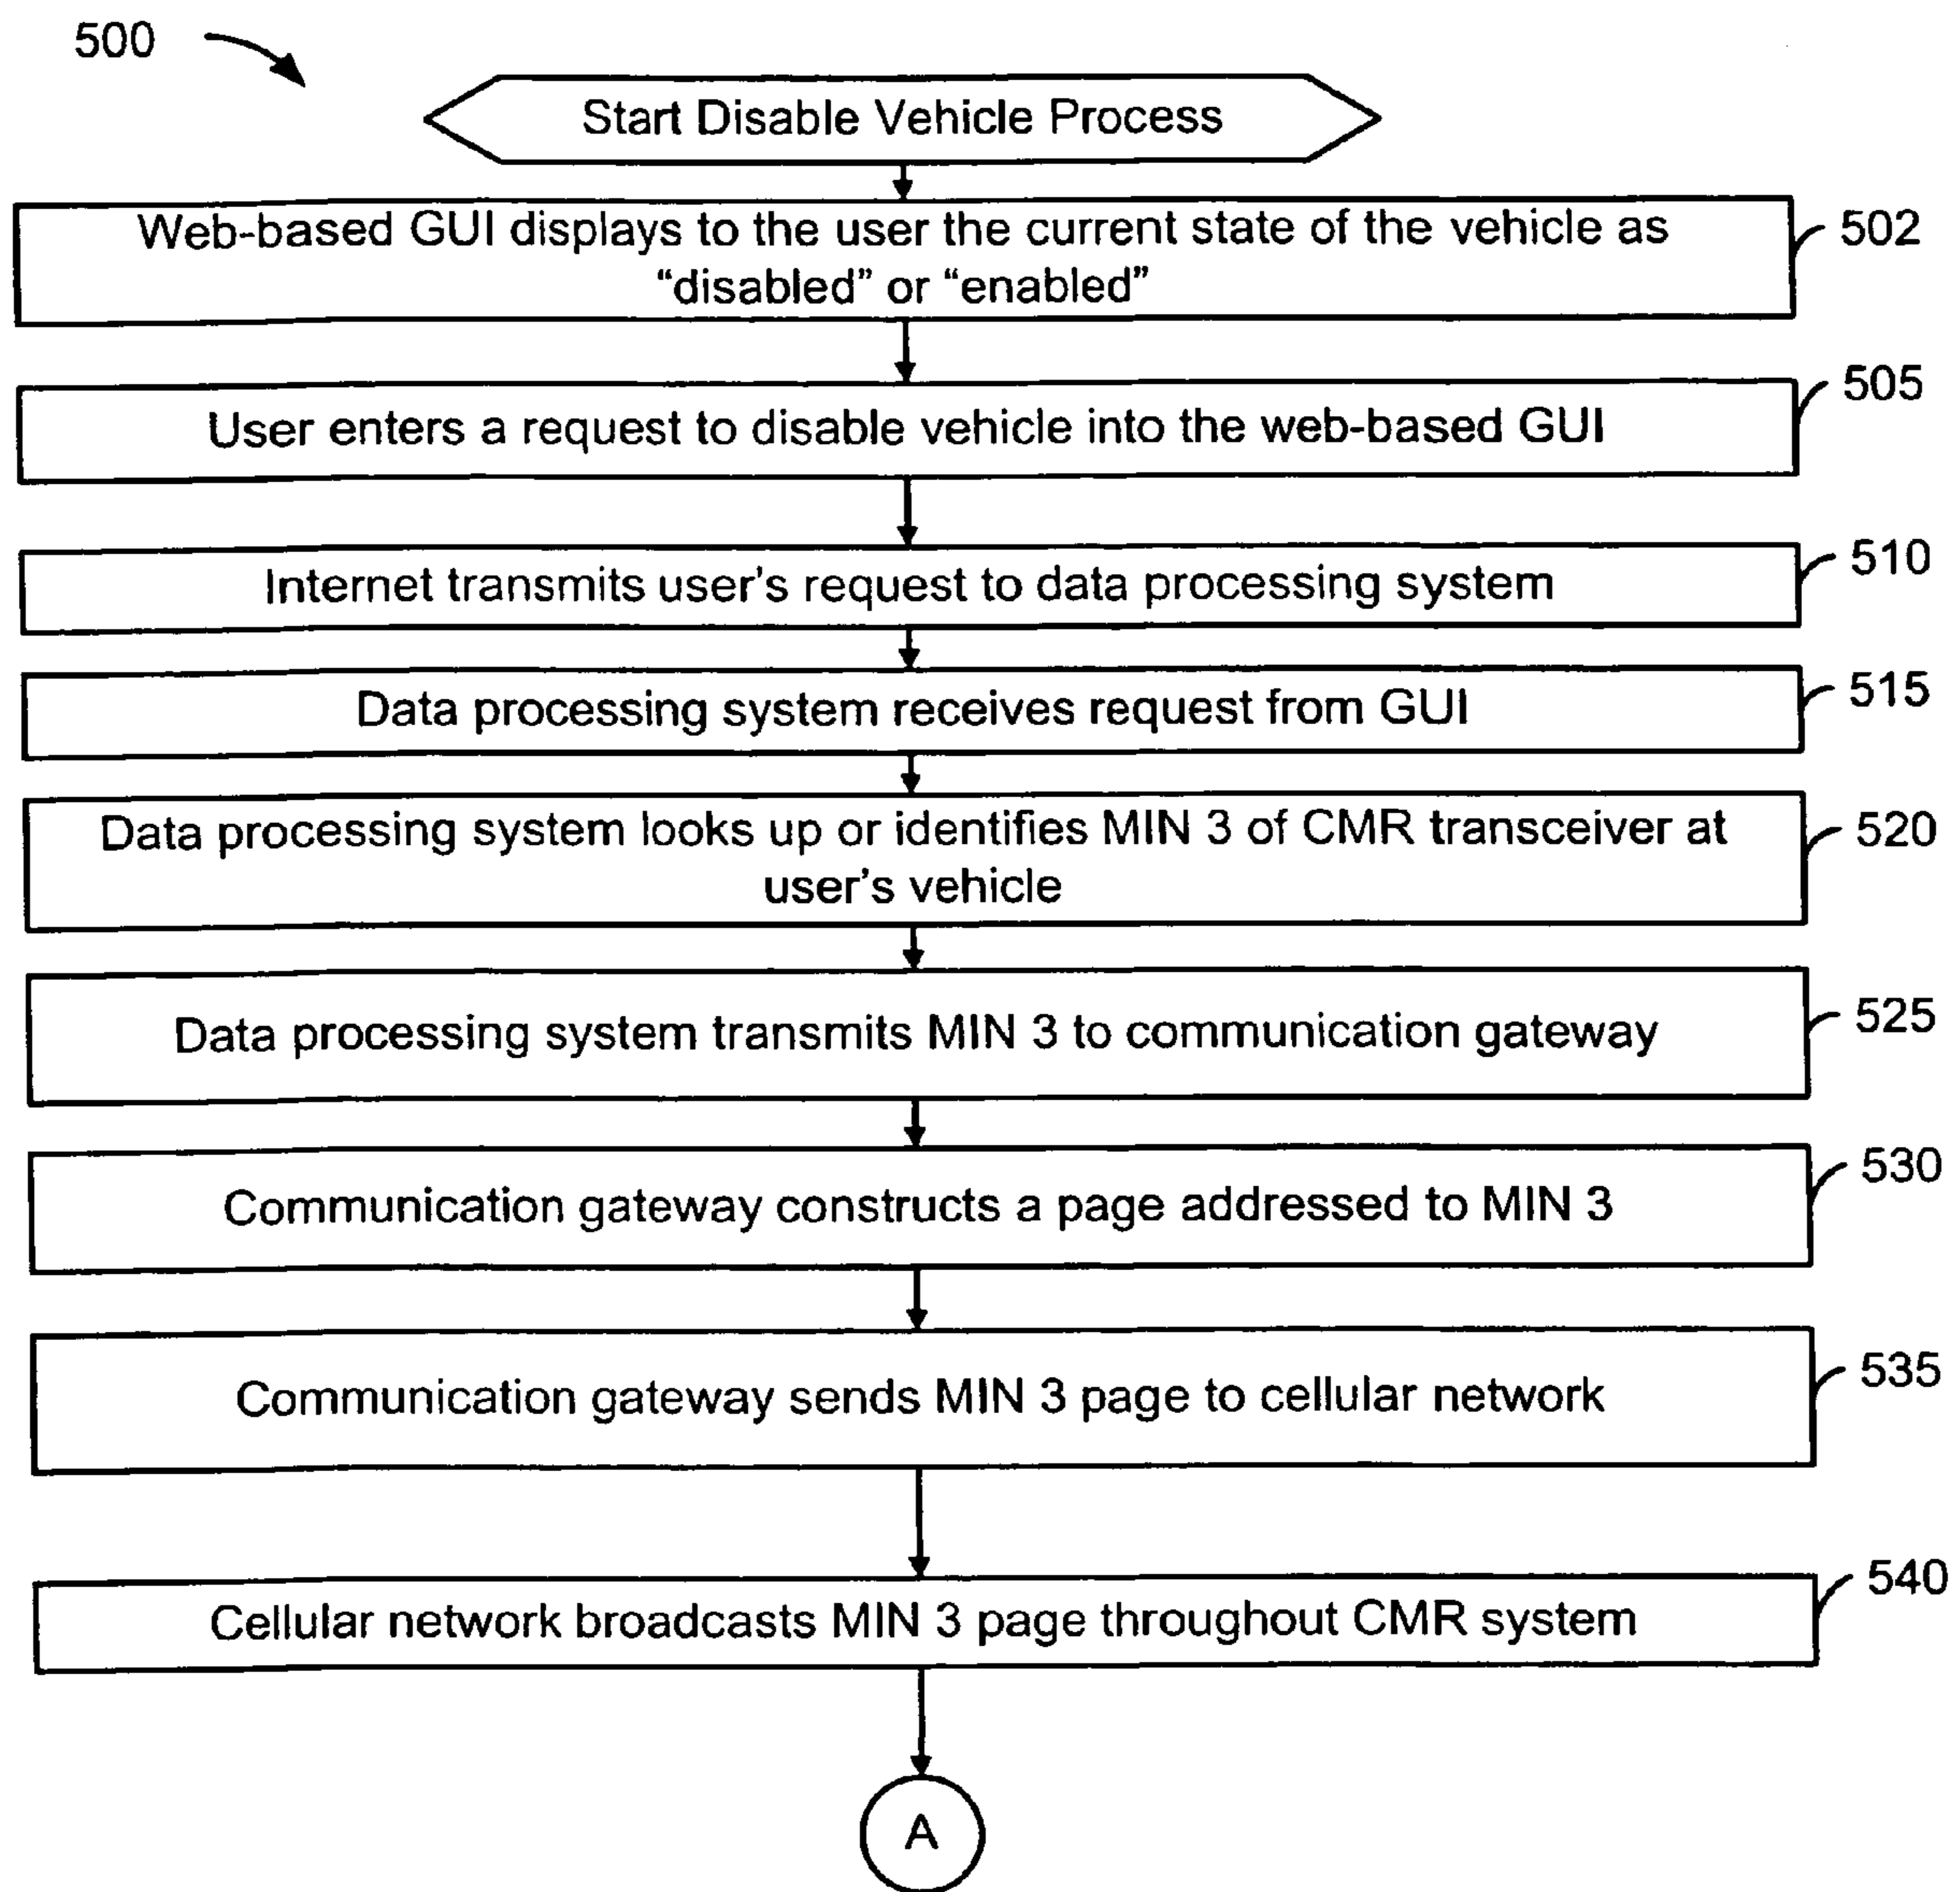 500
Start Disable Vehicle Process
Web-based GUI displays to the user the current state of the vehicle as
“disabled” or “enabled”
502
User enters a request to disable vehicle into the web-based GUI
505
Internet transmits user’s request to data processing system
510
Data processing system receives request from GUI
515
Data processing system looks up or identifies MIN 3 of CMR transceiver at
user’s vehicle
520
Data processing system transmits MIN 3 to communication gateway
525
Communication gateway constructs a page addressed to MIN 3
530
Communication gateway sends MIN 3 page to cellular network
535
Cellular network broadcasts MIN 3 page throughout CMR system
540
A